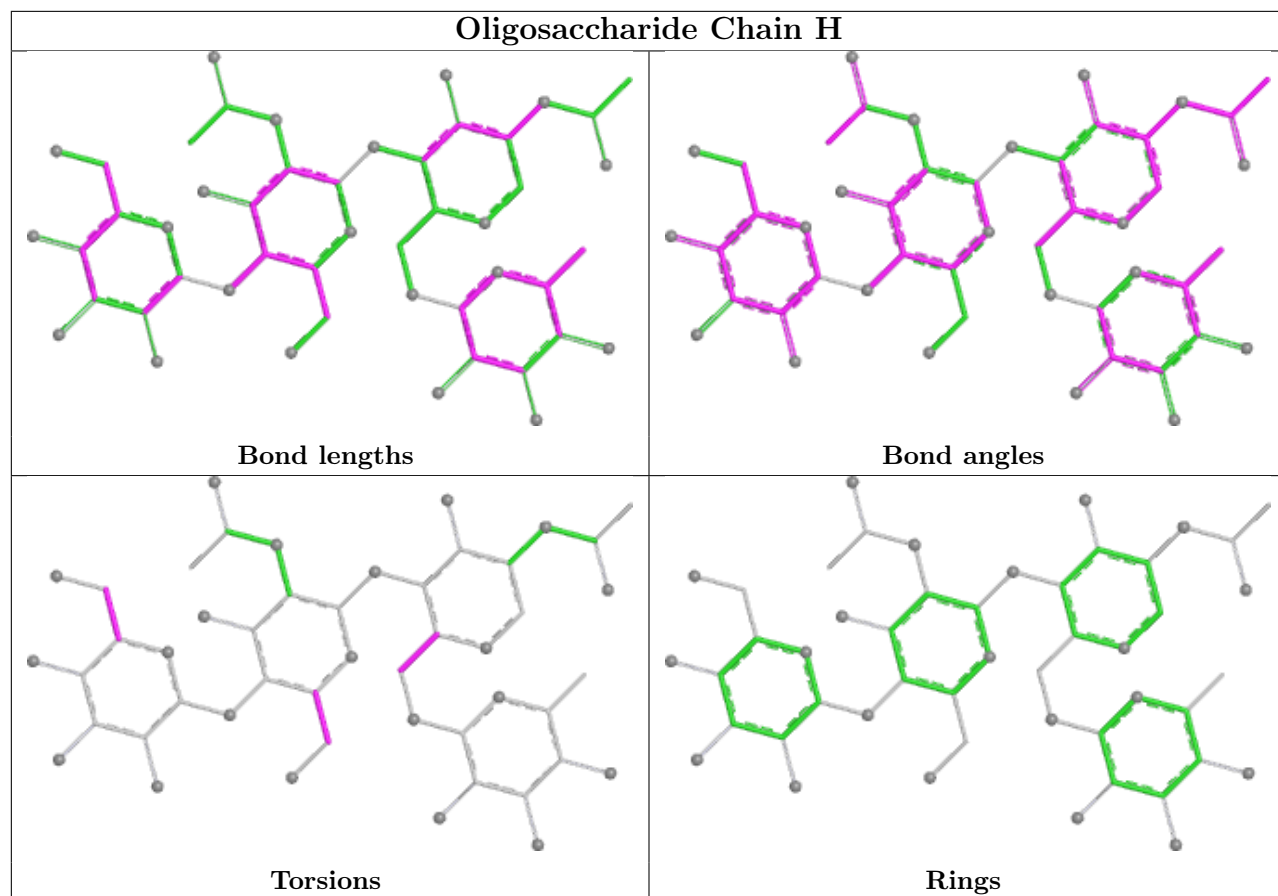 Oligosaccharide Chain H
Bond lengths
Bond angles
Torsions
Rings